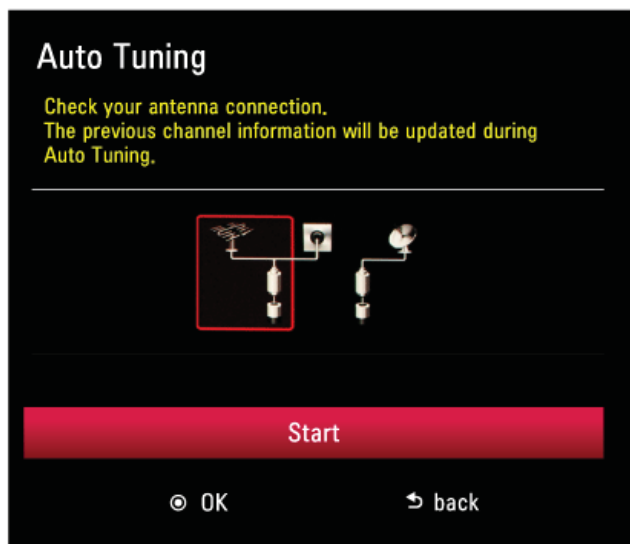 Auto Tuning
Check your antenna connection.
The previous channel information will be updated during
Auto Tuning.
Start
OK
back